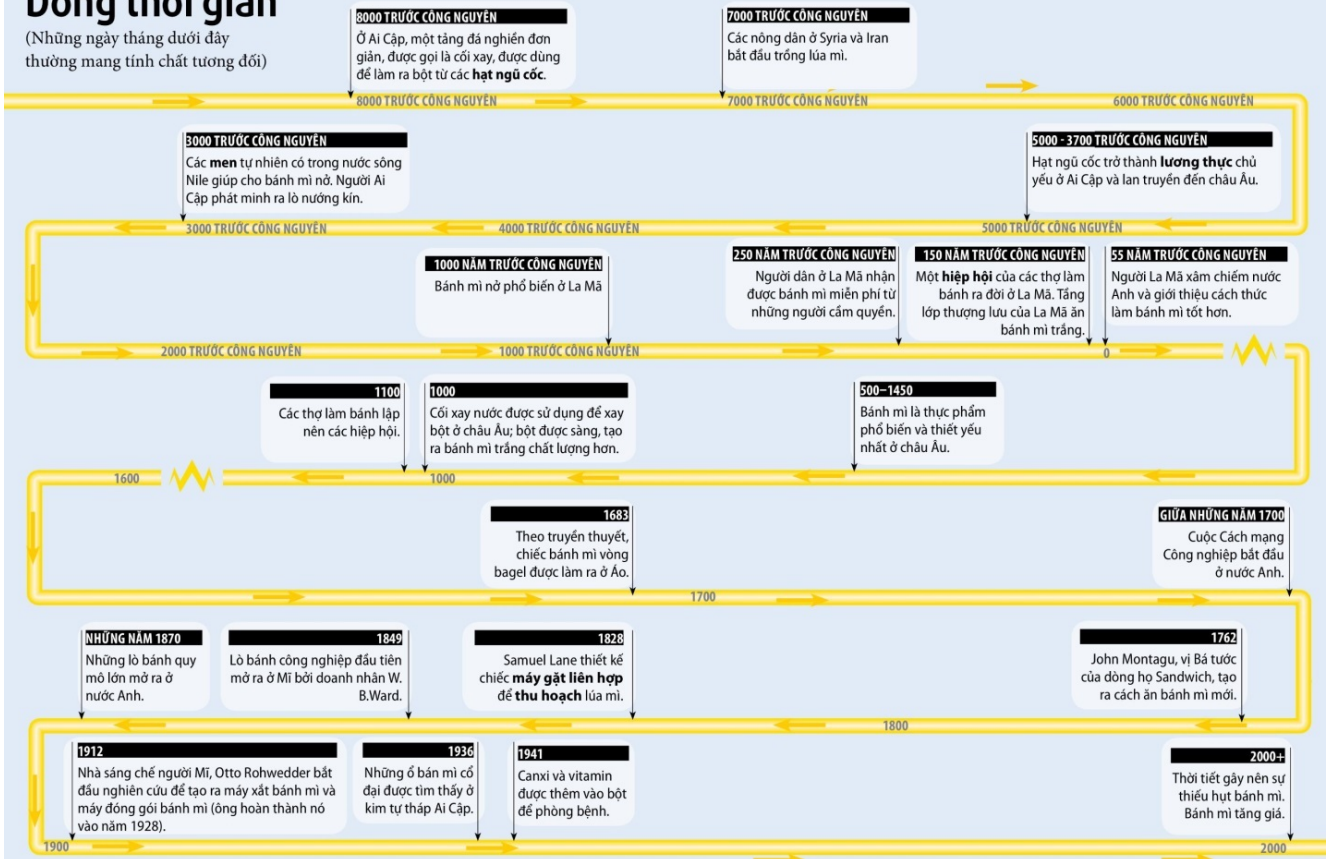 Dòng thời gian
(Những ngày tháng dưới đây
thường mang tính chất tương đối)
8000 TRƯỚC CÔNG NGUYÊN
Ở Ai Cập, một tảng đá nghiền đơn
giản, được gọi là cối xay, được dùng
để làm ra bột từ các hạt ngũ cốc.
7000 TRƯỚC CÔNG NGUYÊN
Các nông dân ở Syria và Iran
bắt đầu trồng lúa mì.
8000 TRƯỚC CÔNG NGUYÊN
7000 TRƯỚC CÔNG NGUYÊN
6000 TRƯỚC CÔNG NGUYÊN
5000 - 3700 TRƯỚC CÔNG NGUYÊN
Hạt ngũ cốc trở thành lương thực chủ
yếu ở Ai Cập và lan truyền đến châu Âu.
3000 TRƯỚC CÔNG NGUYÊN
Các men tự nhiên có trong nước sông
Nile giúp cho bánh mì nở. Người Ai
Cập phát minh ra lò nướng kín.
5000 TRƯỚC CÔNG NGUYÊN
4000 TRƯỚC CÔNG NGUYÊN
3000 TRƯỚC CÔNG NGUYÊN
1000 NĂM TRƯỚC CÔNG NGUYÊN
Bánh mì nở phổ biến ở La Mã
250 NĂM TRƯỚC CÔNG NGUYÊN
Người dân ở La Mã nhận
được bánh mì miễn phí từ
những người cầm quyền.
150 NĂM TRƯỚC CÔNG NGUYÊN
Một hiệp hội của các thợ làm
bánh ra đời ở La Mã. Tầng
lớp thượng lưu của La Mã ăn
bánh mì trắng.
55 NĂM TRƯỚC CÔNG NGUYÊN
Người La Mã xâm chiếm nước
Anh và giới thiệu cách thức
làm bánh mì tốt hơn.
2000 TRƯỚC CÔNG NGUYÊN
1000 TRƯỚC CÔNG NGUYÊN
0
500–1450
Bánh mì là thực phẩm
phổ biến và thiết yếu
nhất ở châu Âu.
1000
Cối xay nước được sử dụng để xay
bột ở châu Âu; bột được sàng, tạo
ra bánh mì trắng chất lượng hơn.
1100
Các thợ làm bánh lập
nên các hiệp hội.
1000
1600
1683
Theo truyền thuyết,
chiếc bánh mì vòng
bagel được làm ra ở Áo.
GIỮA NHỮNG NĂM 1700
Cuộc Cách mạng
Công nghiệp bắt đầu
ở nước Anh.
1700
1762
John Montagu, vị Bá tước
của dòng họ Sandwich, tạo
ra cách ăn bánh mì mới.
1828
Samuel Lane thiết kế
chiếc máy gặt liên hợp
để thu hoạch lúa mì.
1849
Lò bánh công nghiệp đầu tiên
mở ra ở Mĩ bởi doanh nhân W.
B.Ward.
NHỮNG NĂM 1870
Những lò bánh quy
mô lớn mở ra ở
nước Anh.
1800
1912
Nhà sáng chế người Mĩ, Otto Rohwedder bắt
đầu nghiên cứu để tạo ra máy xắt bánh mì và
máy đóng gói bánh mì (ông hoàn thành nó
vào năm 1928).
1936
Những ổ bán mì cổ
đại được tìm thấy ở
kim tự tháp Ai Cập.
1941
Canxi và vitamin
được thêm vào bột
để phòng bệnh.
2000+
Thời tiết gây nên sự
thiếu hụt bánh mì.
Bánh mì tăng giá.
1900
2000